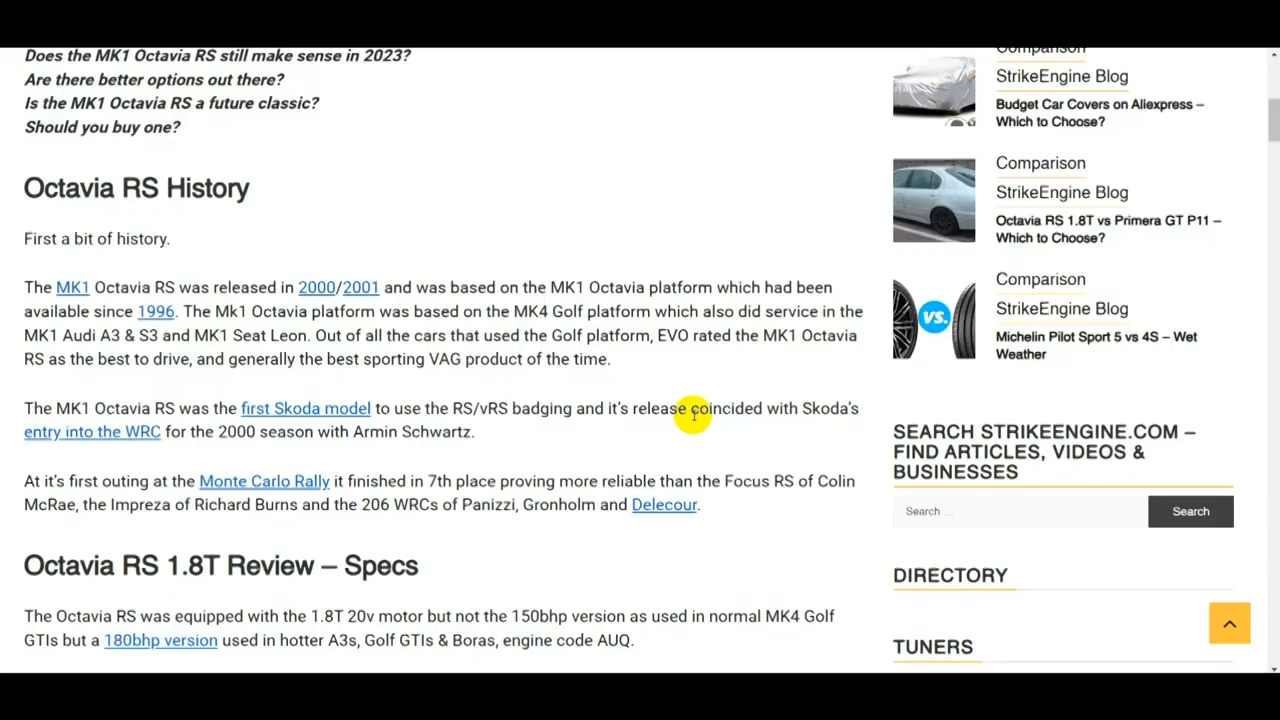 Does the MK1 Octavia RS still make sense in 2023?
Are there better options out there?
Is the MK1 Octavia RS a future classic?
Should you buy one?
Octavia RS History
First a bit of history.
The MK1 Octavia RS was released in 2000/2001 and was based on the MK1 Octavia platform which had been
available since 1996. The Mk1 Octavia platform was based on the MK4 Golf platform which also did service in the
MK1 Audi A3 & S3 and MK1 Seat Leon. Out of all the cars that used the Golf platform, EVO rated the MK1 Octavia
RS as the best to drive, and generally the best sporting VAG product of the time.
The MK1 Octavia RS was the first Skoda model to use the RS/vRS badging and it's release coincided with Skoda's
entry into the WRC for the 2000 season with Armin Schwartz.
At it's first outing at the Monte Carlo Rally it finished in 7th place proving more reliable than the Focus RS of Colin
McRae, the Impreza of Richard Burns and the 206 WRCs of Panizzi, Gronholm and Delecour.
Octavia RS 1.8T Review – Specs
The Octavia RS was equipped with the 1.8T 20v motor but not the 150bhp version as used in normal MK4 Golf
GTIs but a 180bhp version used in hotter A3s, Golf GTIs & Boras, engine code AUQ.
Comparison
StrikeEngine Blog
Budget Car Covers on Aliexpress –
Which to Choose?
Comparison
StrikeEngine Blog
Octavia RS 1.8T vs Primera GT P11 –
Which to Choose?
VS.
Comparison
StrikeEngine Blog
Michelin Pilot Sport 5 vs 4S – Wet
Weather
SEARCH STRIKEENGINE.COM –
FIND ARTICLES, VIDEOS &
BUSINESSES
Search …
Search
DIRECTORY
TUNERS